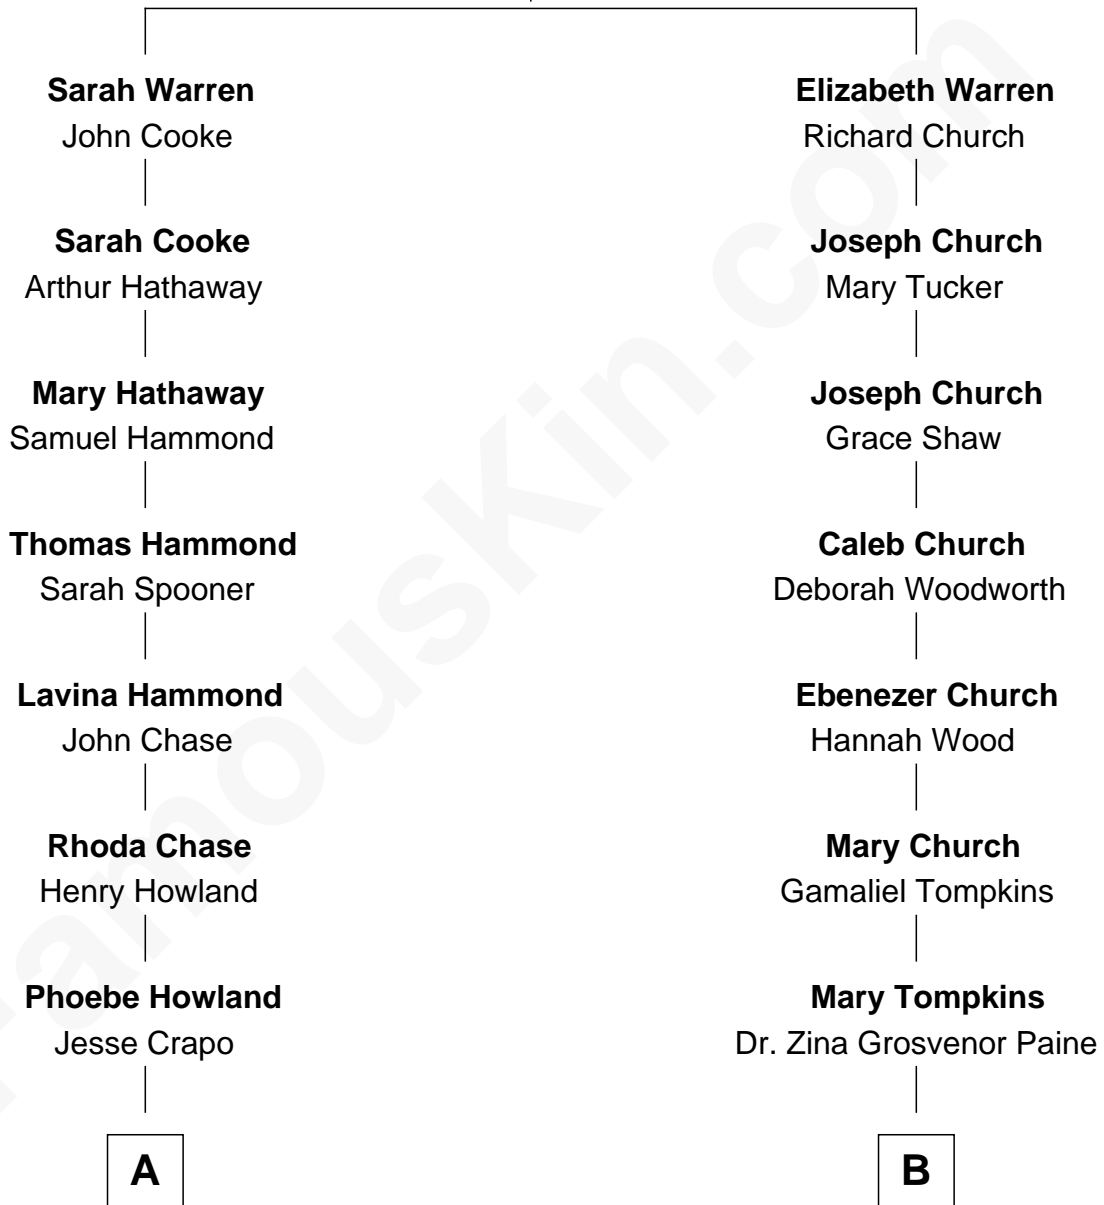 Sarah Warren
John Cooke
Elizabeth Warren
Richard Church
Sarah Cooke
Arthur Hathaway
Joseph Church
Mary Tucker
Mary Hathaway
Samuel Hammond
Joseph Church
Grace Shaw
Thomas Hammond
Sarah Spooner
Caleb Church
Deborah Woodworth
Lavina Hammond
John Chase
Ebenezer Church
Hannah Wood
Rhoda Chase
Henry Howland
Mary Church
Gamaliel Tompkins
Phoebe Howland
Jesse Crapo
Mary Tompkins
Dr. Zina Grosvenor Paine
A
B
FamousKin.com